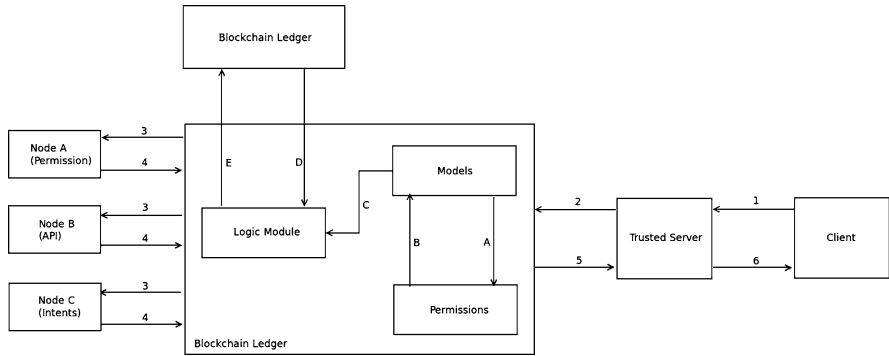 Blockchain Ledger
Node A
(Permission)
3
4
Node B
(API)
3
4
Node C
(Intents)
3
4
E
D
Logic Module
C
Models
B
A
Permissions
Blockchain Ledger
2
5
Trusted Server
1
6
Client